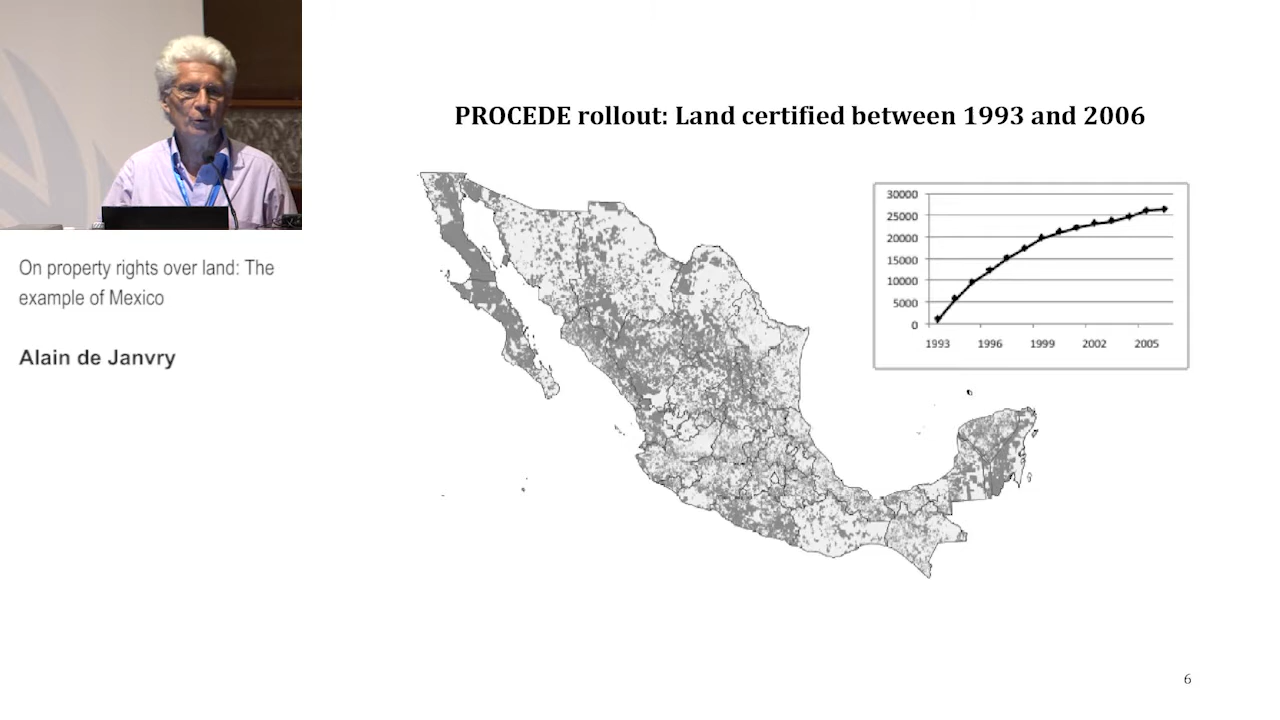 On property rights over land: The
example of Mexico
Alain de Janvry
PROCEDE rollout: Land certified between 1993 and 2006
30000
25000
20000
15000
10000
5000
0
1993 1996 1999 2002 2005
6